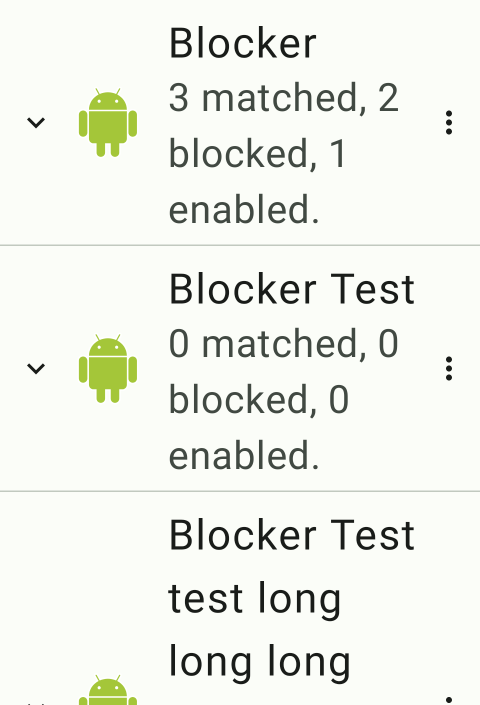 Blocker
3 matched, 2
blocked, 1
enabled.
Blocker Test
0 matched, 0
blocked, 0
enabled.
Blocker Test
test long
long long